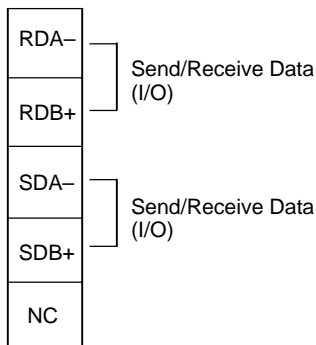 RDA–
Send/Receive Data
(I/O)
RDB+
SDA–
Send/Receive Data
(I/O)
SDB+
NC